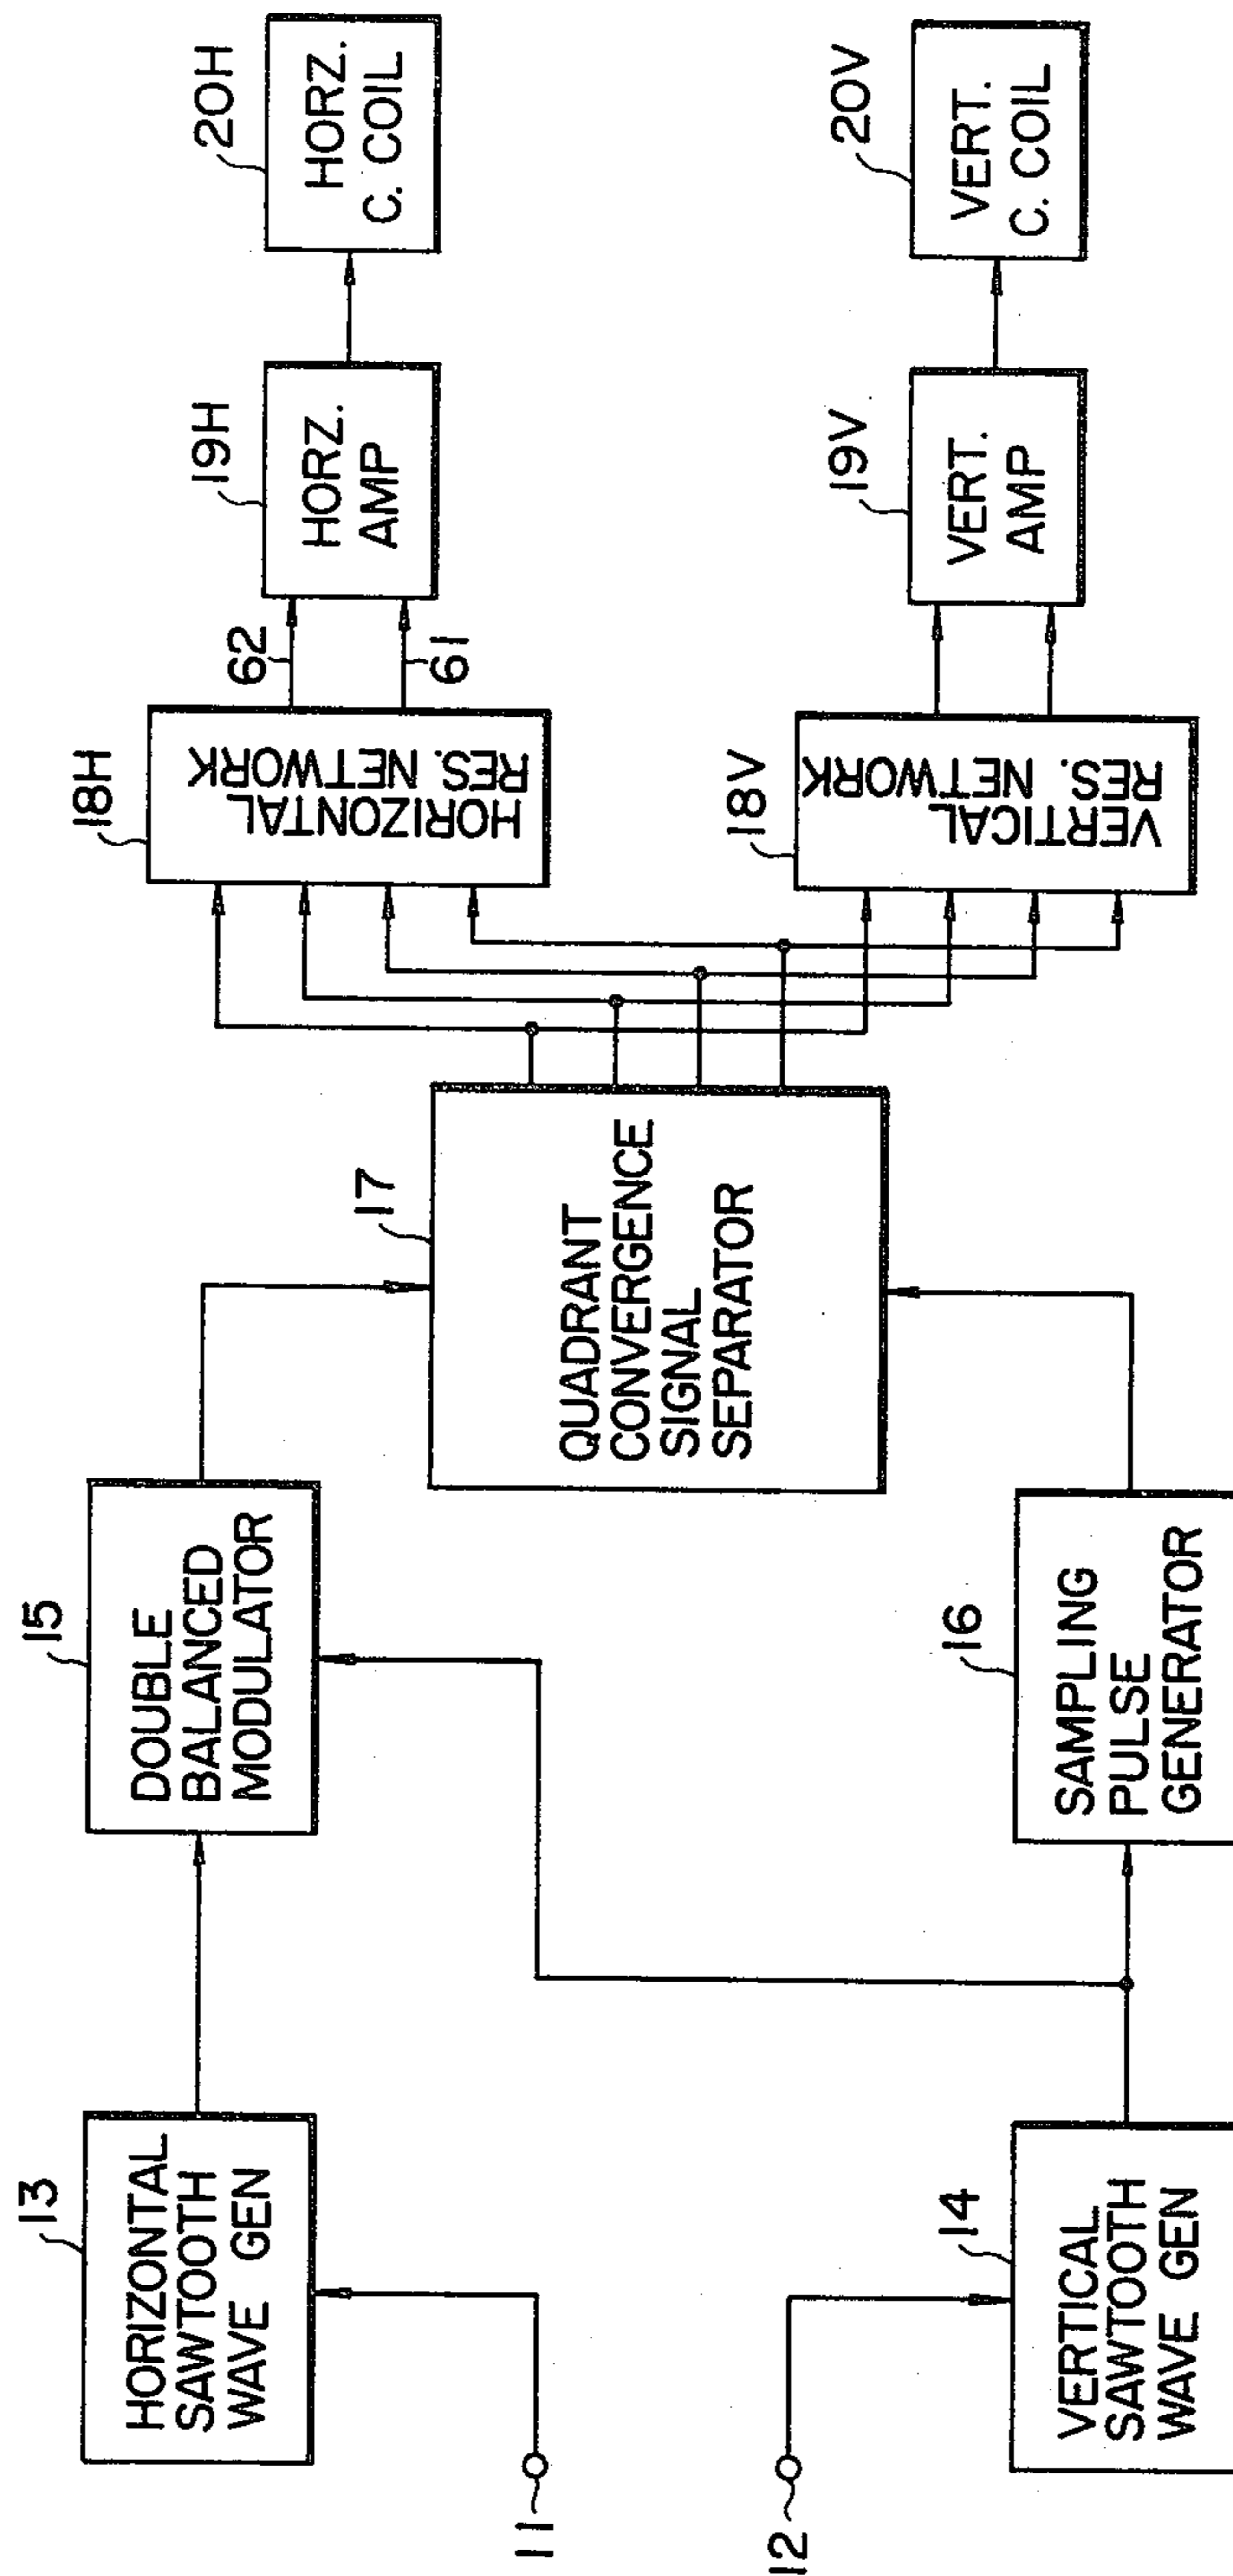 13
HORIZONTAL
SAWTOOTH
WAVE GEN
11
12
14
VERTICAL
SAWTOOTH
WAVE GEN
15
DOUBLE
BALANCED
MODULATOR
16
SAMPLING
PULSE
GENERATOR
17
QUADRANT
CONVERGENCE
SIGNAL
SEPARATOR
18H
HORIZONTAL
RES. NETWORK
62
61
19H
HORZ.
AMP
20H
HORZ.
C. COIL
18V
VERTICAL
RES. NETWORK
19V
VERT.
AMP
20V
VERT.
C. COIL